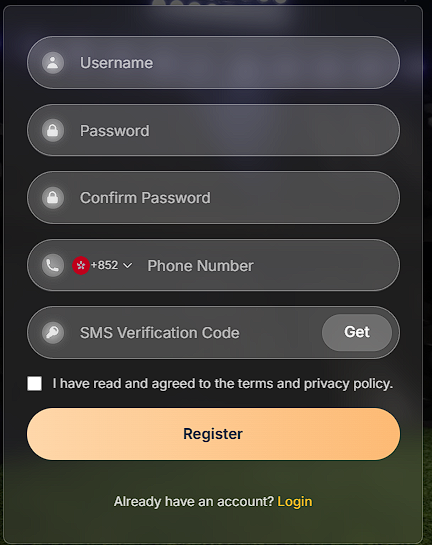 Username
Password
Confirm Password
+852 Phone Number
SMS Verification Code Get
I have read and agreed to the terms and privacy policy.
Register
Already have an account? Login